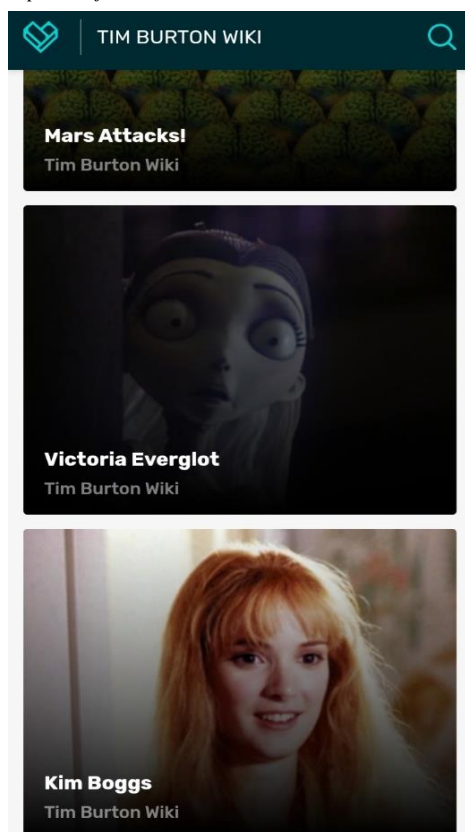 TIM BURTON WIKI
Mars Attacks!
Tim Burton Wiki
Victoria Everglot
Tim Burton Wiki
Kim Boggs
Tim Burton Wiki